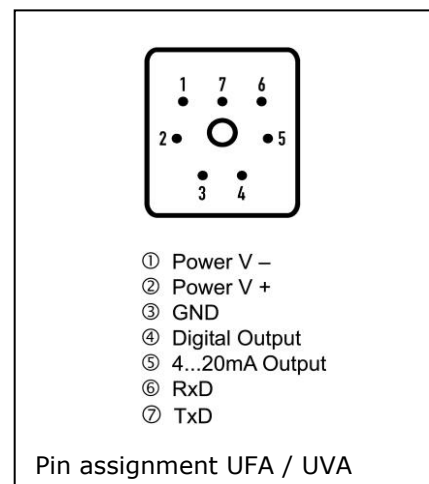 1 7 6
2 5
3 4
① Power V –
② Power V +
③ GND
④ Digital Output
⑤ 4...20mA Output
⑥ RxD
⑦ TxD
Pin assignment UFA / UVA